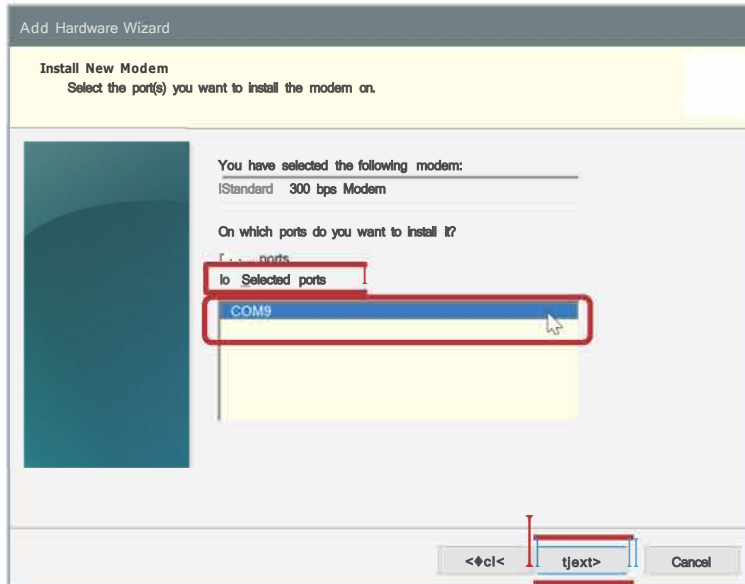 Add Hardware Wizard
Install New Modem
Select the port(s) you want to install the modem on.
You have selected the following modem:
Standard 300 bps Modem
On which ports do you want to install it?
ports
Selected ports
COM9
tjext>
Cancel